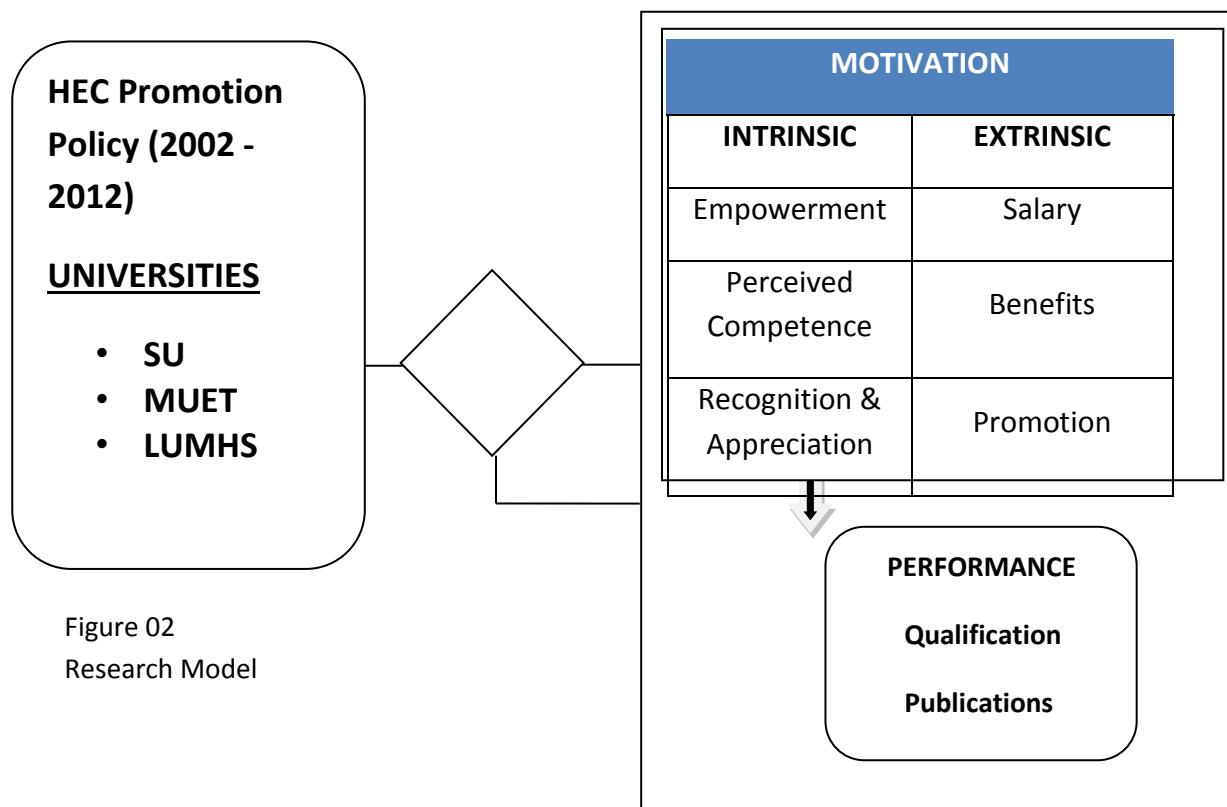 HEC Promotion
Policy (2002 -
2012)
UNIVERSITIES
• SU
• MUET
• LUMHS
Figure 02
Research Model
MOTIVATION
INTRINSIC EXTRINSIC
Empowerment Salary
Perceived
Competence
Benefits
Recognition &
Appreciation
Promotion
PERFORMANCE
Qualification
Publications